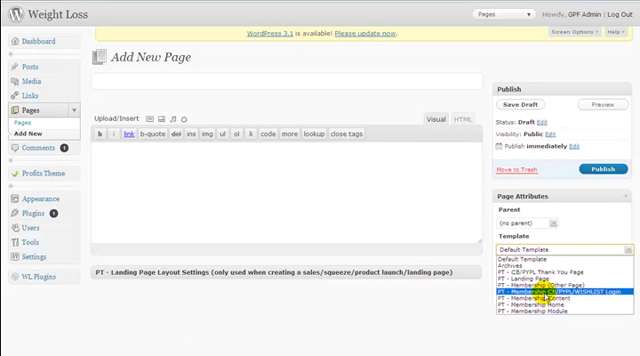 Weight Loss
Pages
Howdy, GPF Admin | Log Out
WordPress 3.1 is available! Please update now.
Screen Options
Help
Dashboard
Posts
Media
Links
Pages
Pages
Add New
Comments 1
Profits Theme
Appearance
Plugins 1
Users
Tools
Settings
WL Plugins
Add New Page
Upload/Insert
Visual
HTML
b
i
link
b-quote
del
ins
img
ul
ol
li
code
more
lookup
close tags
PT - Landing Page Layout Settings (only used when creating a sales/squeeze/product launch/landing page)
Publish
Save Draft
Preview
Status: Draft Edit
Visibility: Public Edit
Publish immediately Edit
Move to Trash
Publish
Page Attributes
Parent
(no parent)
Template
Default Template
Default Template
Archives
PT - CB/PYPL Thank You Page
PT - Landing Page
PT - Membership (Other Page)
PT - Membership CB/PYPL/WISHLIST Login
PT - Membership Content
PT - Membership Home
PT - Membership Module